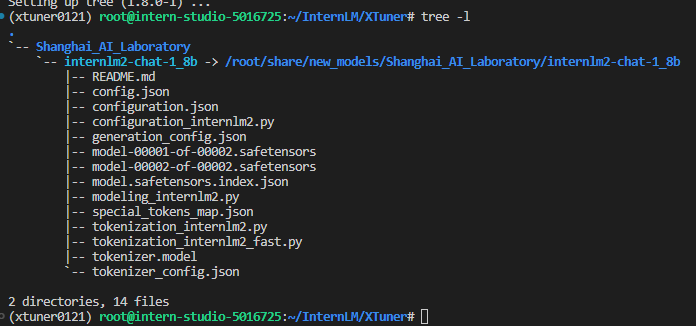 Setting up tree (1.8.0-1) ...
(xtuner0121) root@intern-studio-5016725:~/InternLM/XTuner# tree -l
.
`-- Shanghai_AI_Laboratory
    `-- internlm2-chat-1_8b -> /root/share/new_models/Shanghai_AI_Laboratory/internlm2-chat-1_8b
        |-- README.md
        |-- config.json
        |-- configuration.json
        |-- configuration_internlm2.py
        |-- generation_config.json
        |-- model-00001-of-00002.safetensors
        |-- model-00002-of-00002.safetensors
        |-- model.safetensors.index.json
        |-- modeling_internlm2.py
        |-- special_tokens_map.json
        |-- tokenization_internlm2.py
        |-- tokenization_internlm2_fast.py
        |-- tokenizer.model
        `-- tokenizer_config.json
2 directories, 14 files
(xtuner0121) root@intern-studio-5016725:~/InternLM/XTuner#